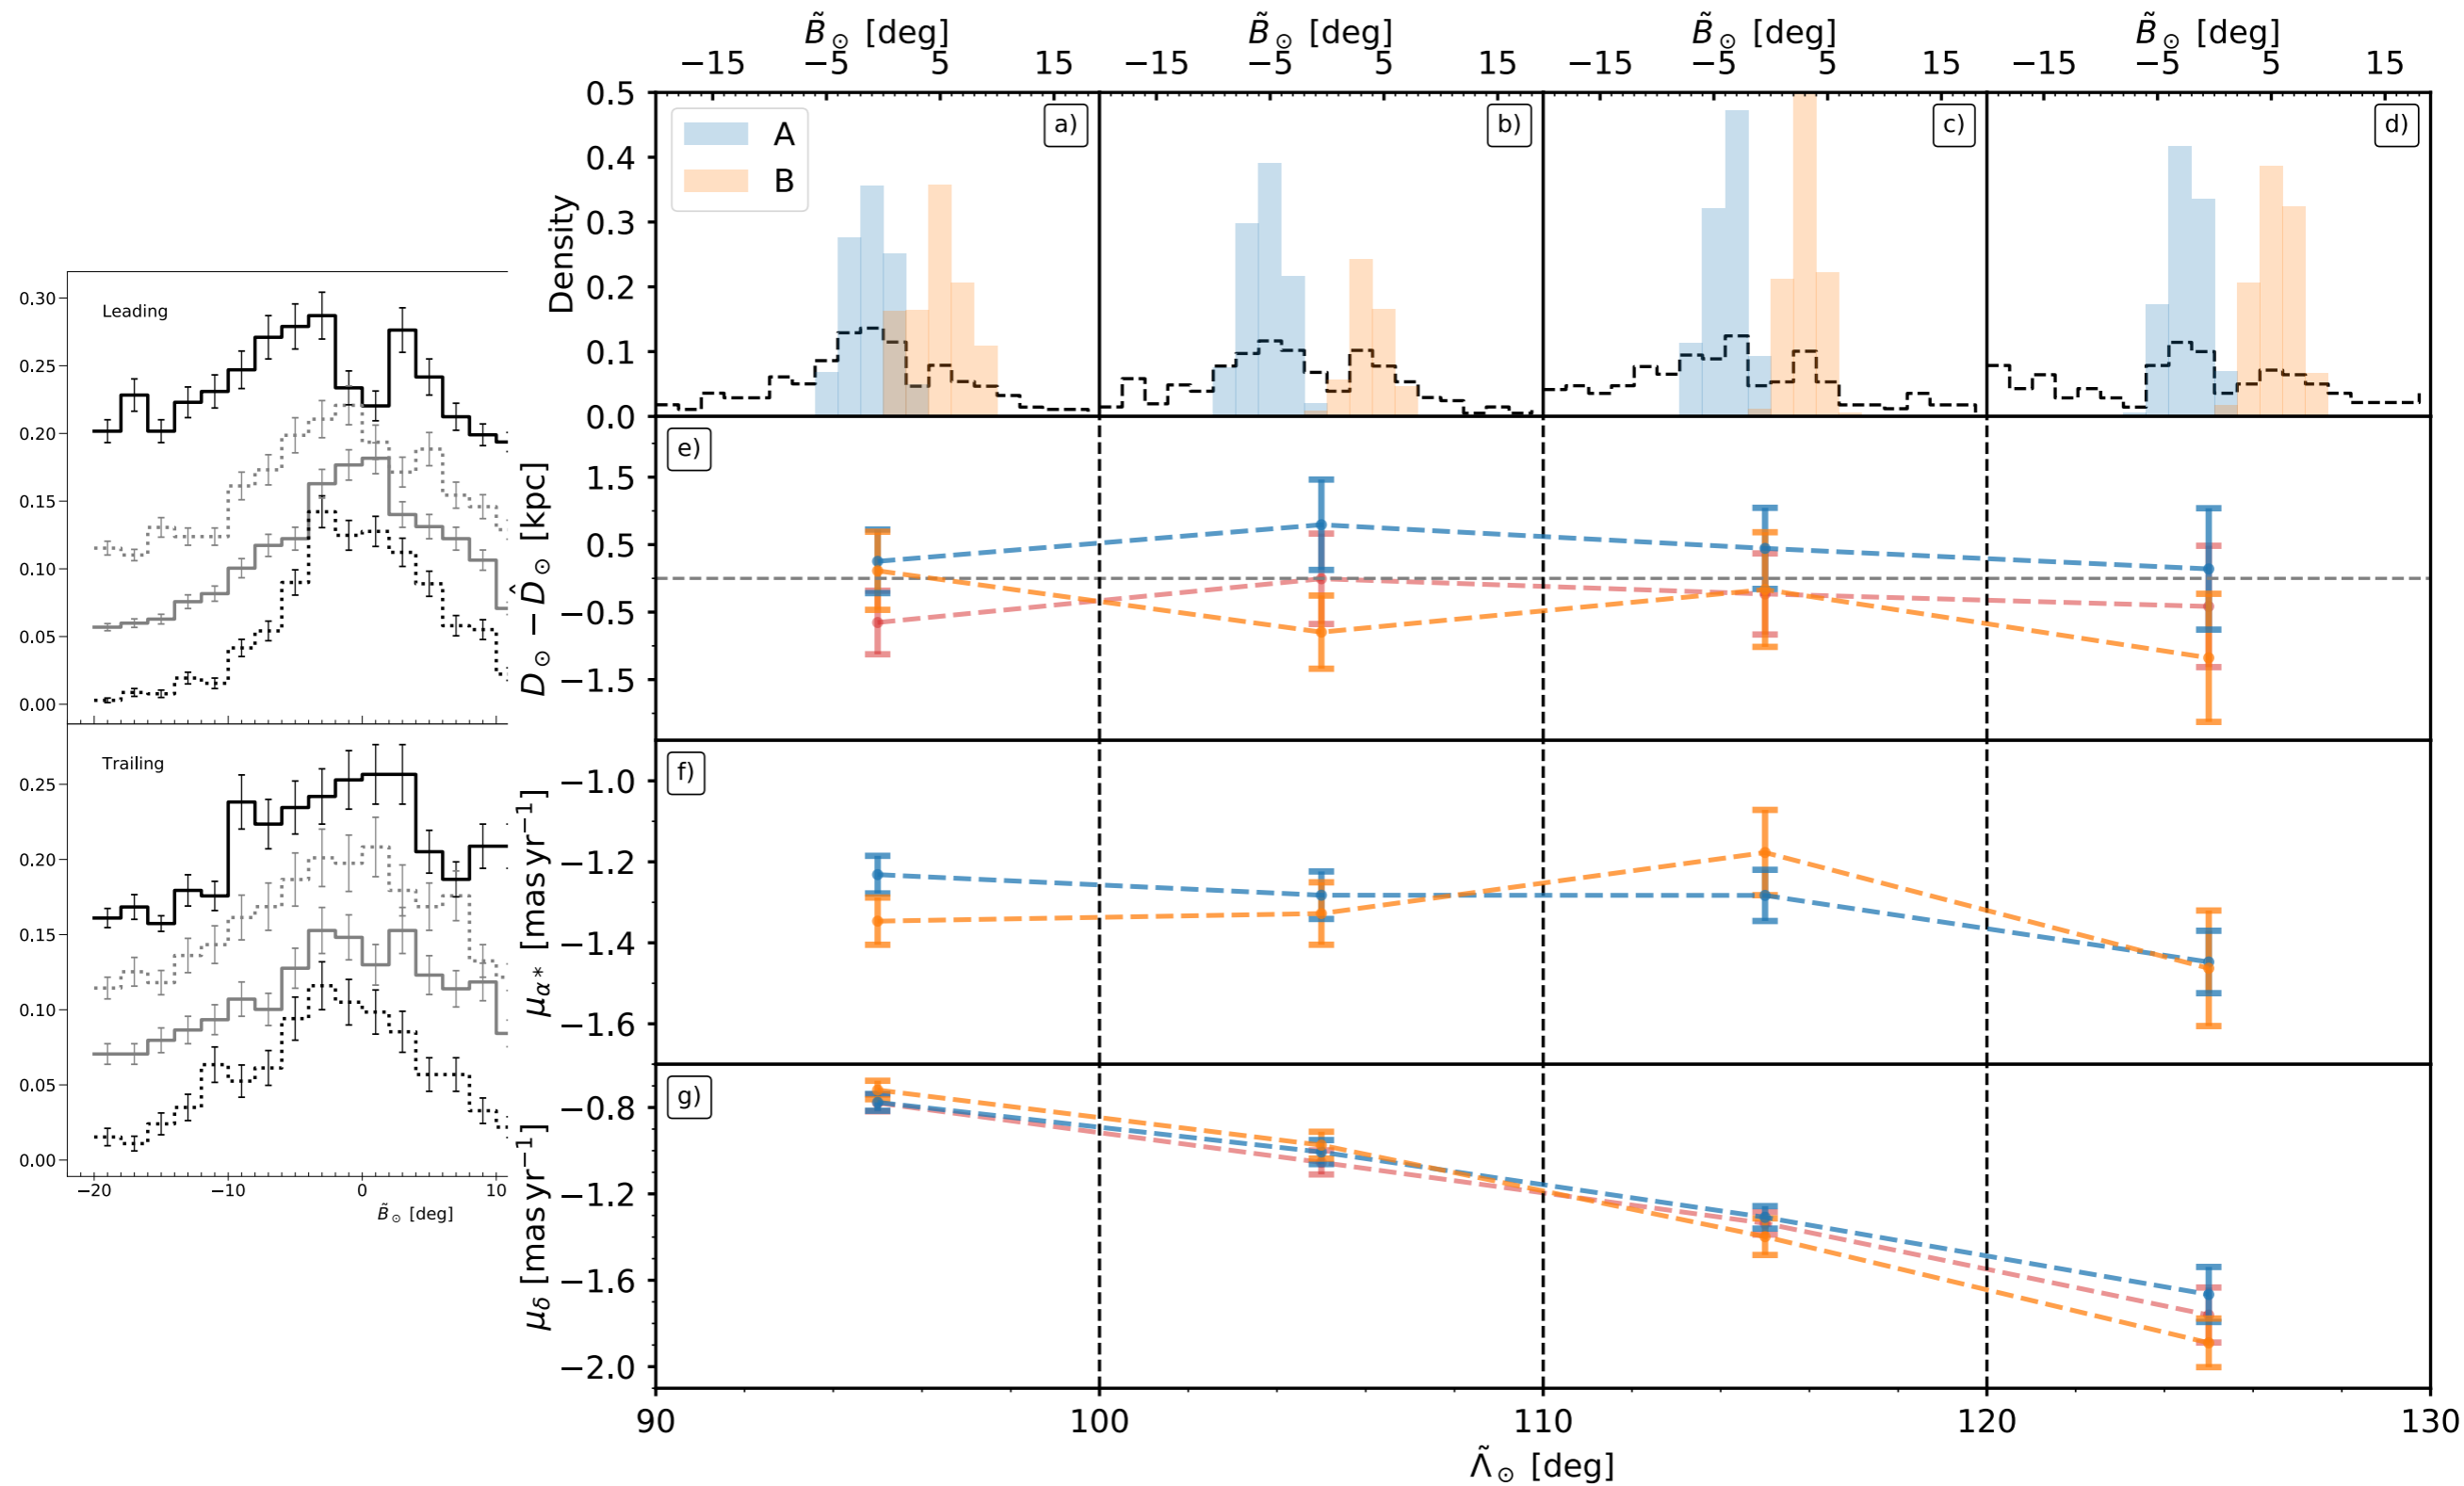 B̃⊙ [deg] B̃⊙ [deg] B̃⊙ [deg] B̃⊙ [deg]
−15 −5 5 15 −15 −5 5 15 −15 −5 5 15 −15 −5 5 15
Leading
0.30
0.25
0.20
0.15
0.10
0.05
0.00
Trailing
0.25
0.20
0.15
0.10
0.05
0.00
−20 −10 0 10
B̃⊙ [deg]
Density
0.5
0.4
0.3
0.2
0.1
0.0
A
B
a)
b)
c)
d)
D⊙ − D̂⊙ [kpc]
e)
1.5
0.5
−0.5
−1.5
μα* [mas yr⁻¹]
f)
−1.0
−1.2
−1.4
−1.6
μδ [mas yr⁻¹]
g)
−0.8
−1.2
−1.6
−2.0
90 100 110 120 130
Λ̃⊙ [deg]